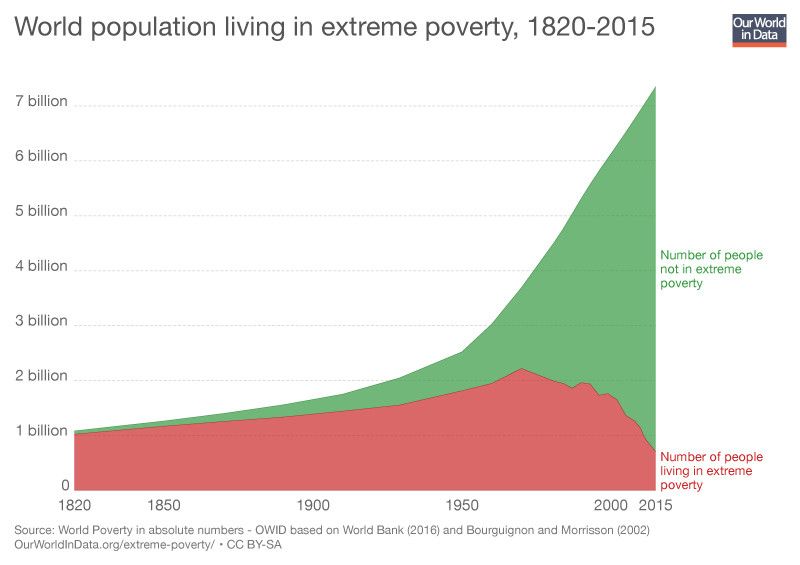 World population living in extreme poverty, 1820-2015
Our World
in Data
7 billion
6 billion
5 billion
4 billion
3 billion
2 billion
1 billion
0
Number of people
not in extreme
poverty
Number of people
living in extreme
poverty
1820 1850 1900 1950 2000 2015
Source: World Poverty in absolute numbers - OWID based on World Bank (2016) and Bourguignon and Morrisson (2002)
OurWorldInData.org/extreme-poverty/ • CC BY-SA